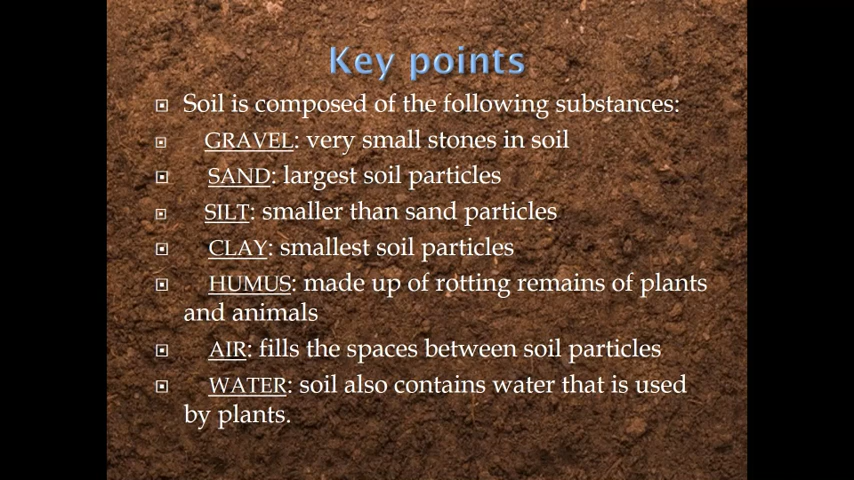 Key points
Soil is composed of the following substances:
GRAVEL: very small stones in soil
SAND: largest soil particles
SILT: smaller than sand particles
CLAY: smallest soil particles
HUMUS: made up of rotting remains of plants
and animals
AIR: fills the spaces between soil particles
WATER: soil also contains water that is used
by plants.